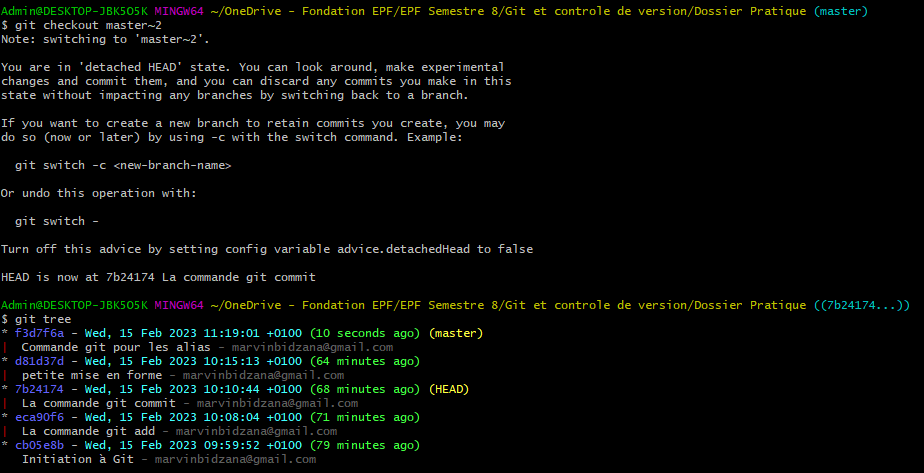 Admin@DESKTOP-JBK5O5K MINGW64 ~/OneDrive - Fondation EPF/EPF Semestre 8/Git et controle de version/Dossier Pratique (master)
$ git checkout master~2
Note: switching to 'master~2'.
You are in 'detached HEAD' state. You can look around, make experimental
changes and commit them, and you can discard any commits you make in this
state without impacting any branches by switching back to a branch.
If you want to create a new branch to retain commits you create, you may
do so (now or later) by using -c with the switch command. Example:
git switch -c <new-branch-name>
Or undo this operation with:
git switch -
Turn off this advice by setting config variable advice.detachedHead to false
HEAD is now at 7b24174 La commande git commit
Admin@DESKTOP-JBK5O5K MINGW64 ~/OneDrive - Fondation EPF/EPF Semestre 8/Git et controle de version/Dossier Pratique ((7b24174...))
$ git tree
* f3d7f6a - Wed, 15 Feb 2023 11:19:01 +0100 (10 seconds ago) (master)
| Commande git pour les alias - marvinbidzana@gmail.com
* d81d37d - Wed, 15 Feb 2023 10:15:13 +0100 (64 minutes ago)
| petite mise en forme - marvinbidzana@gmail.com
* 7b24174 - Wed, 15 Feb 2023 10:10:44 +0100 (68 minutes ago) (HEAD)
| La commande git commit - marvinbidzana@gmail.com
* eca90f6 - Wed, 15 Feb 2023 10:08:04 +0100 (71 minutes ago)
| La commande git add - marvinbidzana@gmail.com
* cb05e8b - Wed, 15 Feb 2023 09:59:52 +0100 (79 minutes ago)
Initiation à Git - marvinbidzana@gmail.com